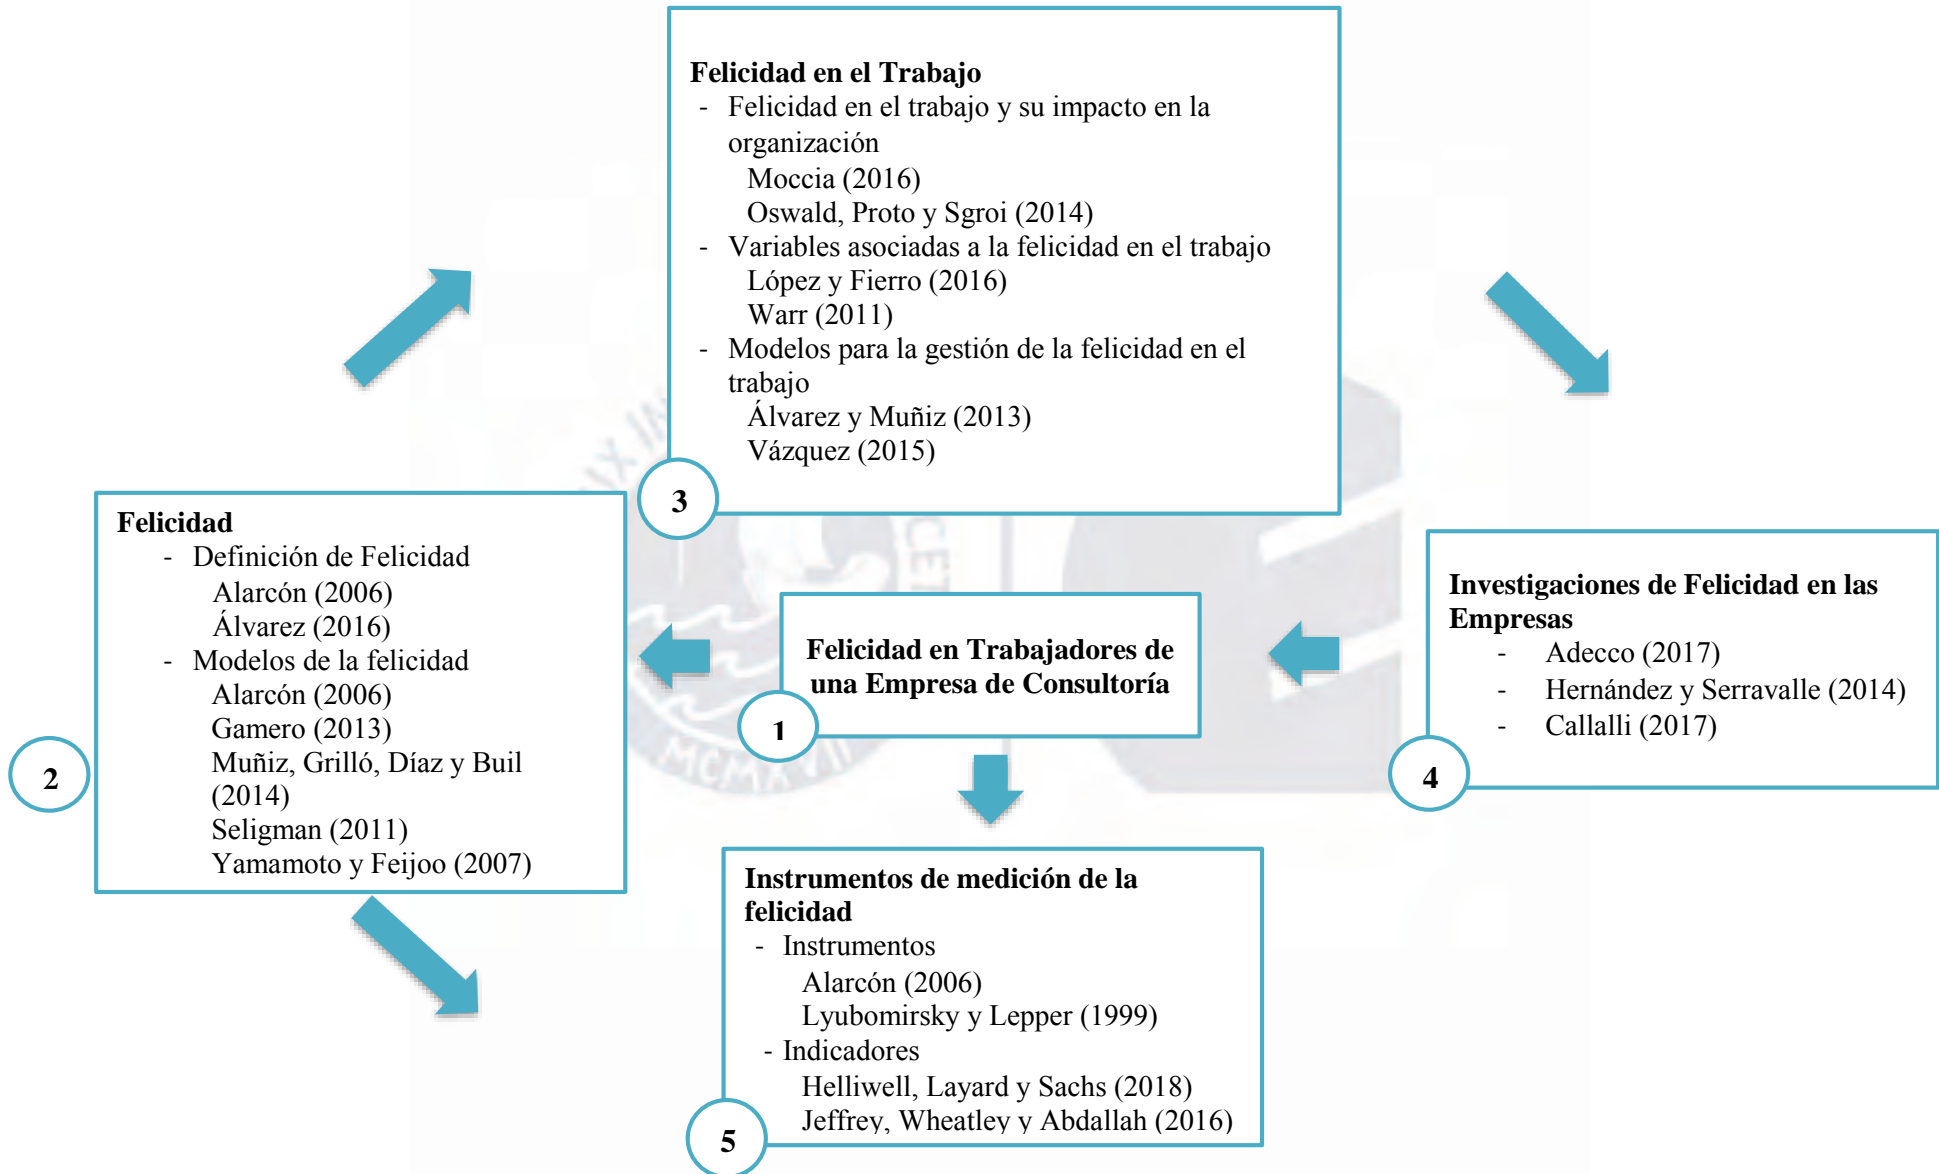 Felicidad en el Trabajo
- Felicidad en el trabajo y su impacto en la
organización
Moccia (2016)
Oswald, Proto y Sgroi (2014)
- Variables asociadas a la felicidad en el trabajo
López y Fierro (2016)
Warr (2011)
- Modelos para la gestión de la felicidad en el
trabajo
Álvarez y Muñiz (2013)
Vázquez (2015)
3
Felicidad
- Definición de Felicidad
Alarcón (2006)
Álvarez (2016)
- Modelos de la felicidad
Alarcón (2006)
Gamero (2013)
Muñiz, Grilló, Díaz y Buil
(2014)
Seligman (2011)
Yamamoto y Feijoo (2007)
2
Felicidad en Trabajadores de
una Empresa de Consultoría
1
Investigaciones de Felicidad en las
Empresas
- Adecco (2017)
- Hernández y Serravalle (2014)
- Callalli (2017)
4
Instrumentos de medición de la
felicidad
- Instrumentos
Alarcón (2006)
Lyubomirsky y Lepper (1999)
- Indicadores
Helliwell, Layard y Sachs (2018)
Jeffrey, Wheatley y Abdallah (2016)
5
MCMXVII